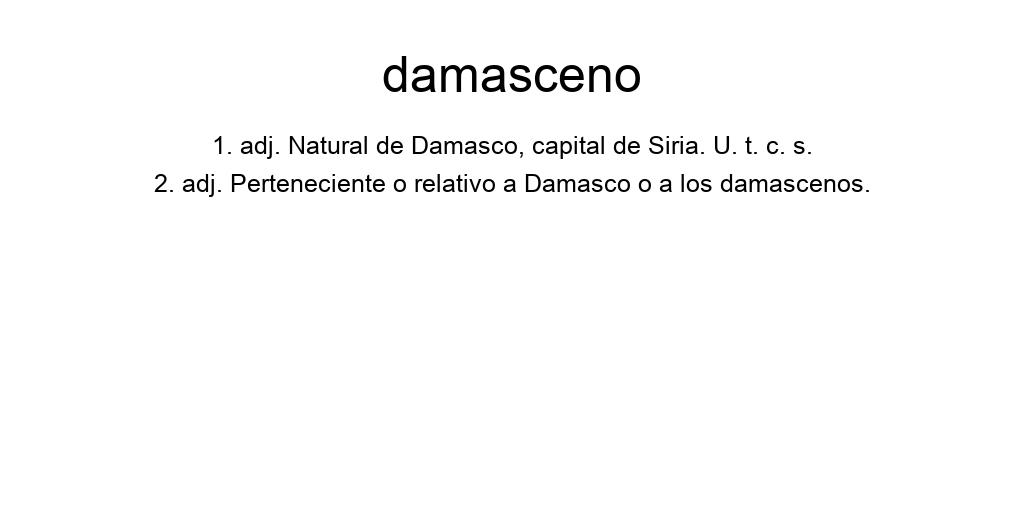 damasceno
1. adj. Natural de Damasco, capital de Siria. U. t. c. s.
2. adj. Perteneciente o relativo a Damasco o a los damascenos.